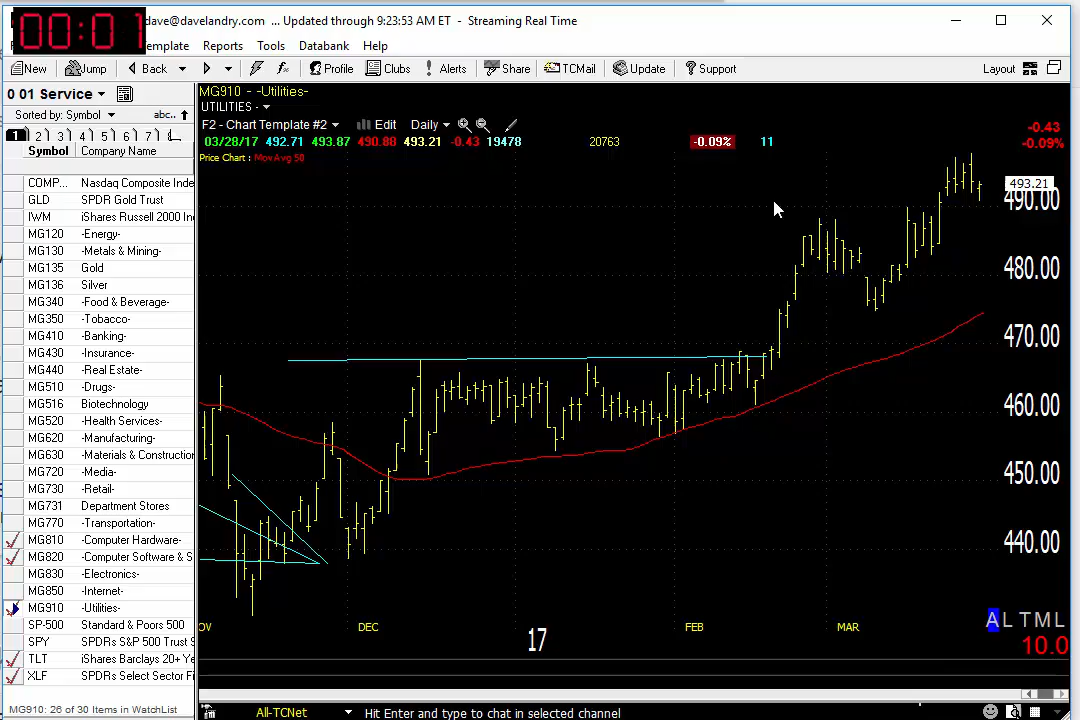 00:01
dave@davelandry.com ... Updated through 9:23:53 AM ET - Streaming Real Time
emplate Reports Tools Databank Help
New Jump Back Profile Clubs Alerts Share TCMail Update Support Layout
0 01 Service
Sorted by: Symbol abc..
1 2 3 4 5 6 7
Symbol Company Name
COMP... Nasdaq Composite Inde
GLD SPDR Gold Trust
IWM iShares Russell 2000 In
MG120 -Energy-
MG130 -Metals & Mining-
MG135 Gold
MG136 Silver
MG340 -Food & Beverage-
MG350 -Tobacco-
MG410 -Banking-
MG430 -Insurance-
MG440 -Real Estate-
MG510 -Drugs-
MG516 Biotechnology
MG520 -Health Services-
MG620 -Manufacturing-
MG630 -Materials & Construction
MG720 -Media-
MG730 -Retail-
MG731 Department Stores
MG770 -Transportation-
MG810 -Computer Hardware-
MG820 -Computer Software & S
MG830 -Electronics-
MG850 -Internet-
MG910 -Utilities-
SP-500 Standard & Poors 500
SPY SPDRs S&P 500 Trust S
TLT iShares Barclays 20+ Ye
XLF SPDRs Select Sector Fi
MG910: 26 of 30 Items in WatchList
MG910 - -Utilities-
UTILITIES -
F2 - Chart Template #2 Edit Daily
03/28/17 492.71 493.87 490.88 493.21 -0.43 19478 20763 -0.09% 11
Price Chart : MovAvg 50
-0.43
-0.09%
493.21
490.00
480.00
470.00
460.00
450.00
440.00
OV DEC 17 FEB MAR
A L T M L
10.0
All-TCNet Hit Enter and type to chat in selected channel